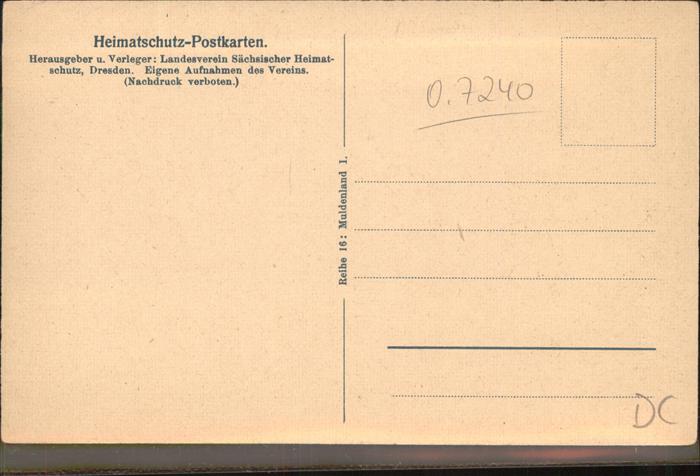 Heimatschutz-Postkarten.
Herausgeber u. Verleger: Landesverein Sächsischer Heimat-
schutz, Dresden. Eigene Aufnahmen des Vereins.
(Nachdruck verboten.)
Reihe 16: Muldenland 1.
0.7240
DC